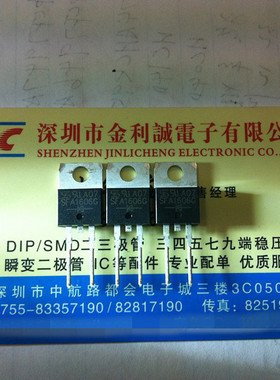 C
深圳市金利誠電子有限公
SHENZHEN JINLICHENG ELECTRONIC CO.
SFA1606G
SFA1606G
SFA1606G
经理
DIP/SMD二三极管 三四五七九端稳压
瞬变二极管 IC等配件 专业配单 优质服
深圳市中航路都会电子城三楼3C050
755-83357190/82817190 传真: 8251